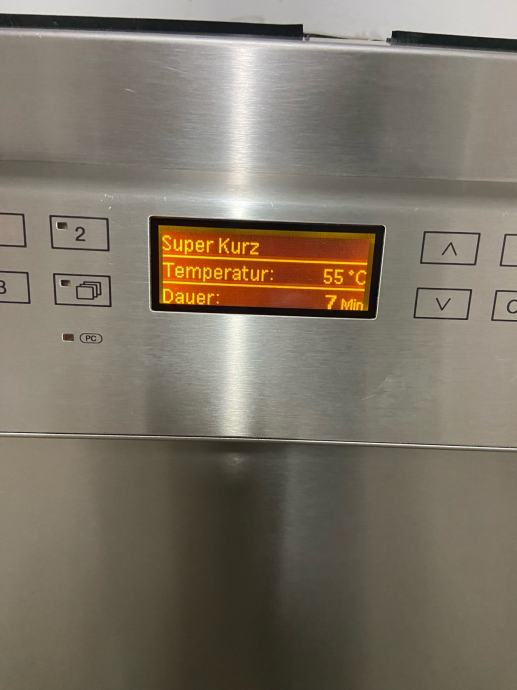 2
Super Kurz
Temperatur: 55 °C
Dauer: 7 Min
PC